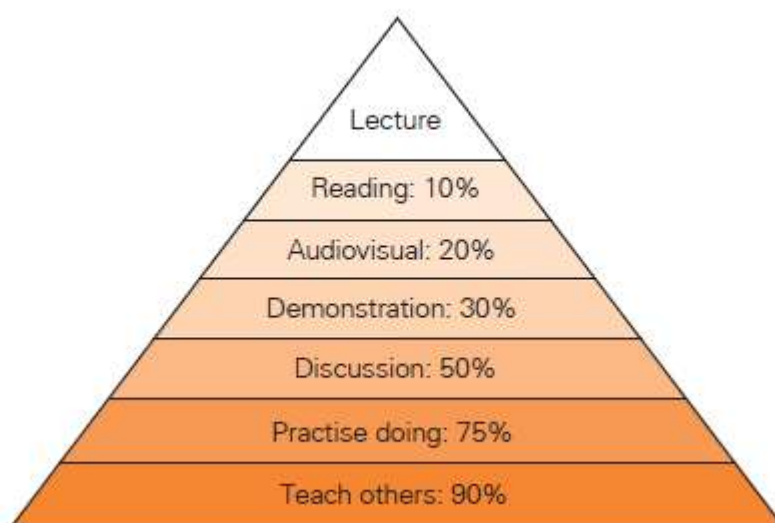 Lecture
Reading: 10%
Audiovisual: 20%
Demonstration: 30%
Discussion: 50%
Practise doing: 75%
Teach others: 90%